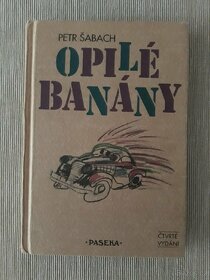 PETR ŠABACH
OPILÉ
BANÁNY
• PASEKA •
ČTVRTÉ
VYDÁNÍ